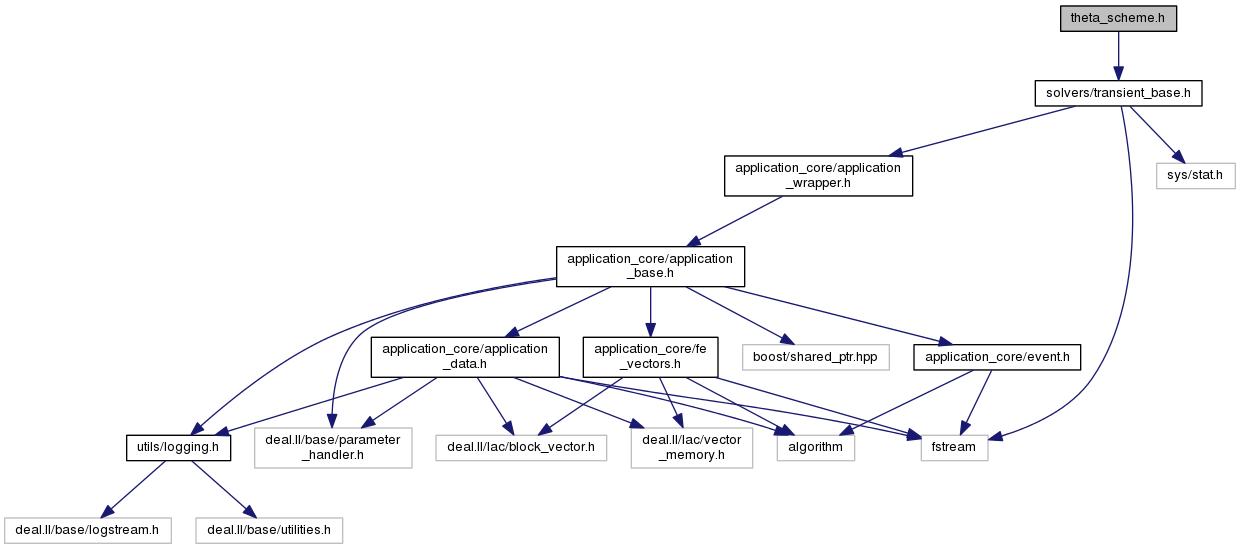 theta_scheme.h
solvers/transient_base.h
application_core/application
_wrapper.h
sys/stat.h
application_core/application
_base.h
application_core/application
_data.h
application_core/fe
_vectors.h
boost/shared_ptr.hpp
application_core/event.h
utils/logging.h
deal.II/base/parameter
_handler.h
deal.II/lac/block_vector.h
deal.II/lac/vector
_memory.h
algorithm
fstream
deal.II/base/logstream.h
deal.II/base/utilities.h